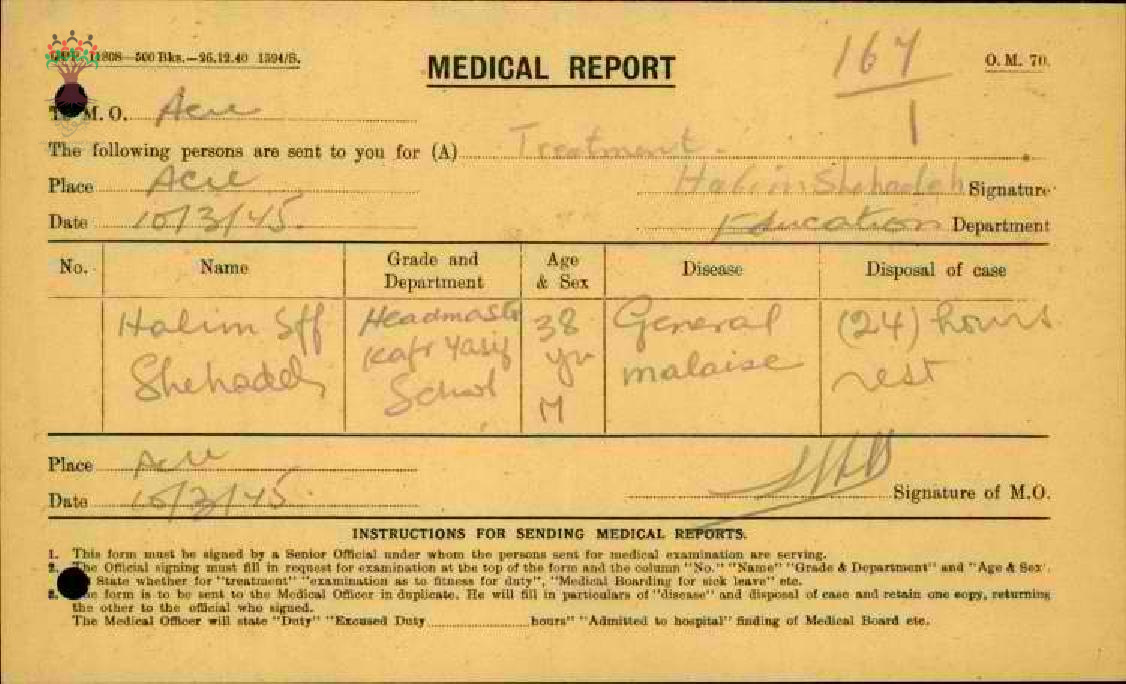 11808—500 Bks.—26.12.40 1394/S.
MEDICAL REPORT
O. M. 70.
167
1
To M. O. Acre
The following persons are sent to you for (A) Treatment.
Place Acre
Halim Shehadeh Signature
Date 10/3/45.
Education Department
No. Name Grade and Department Age & Sex Disease Disposal of case
Halim Eff Headmaster 38 General (24) hours
Shehadeh Kafr Yasif yrs malaise rest
School M
Place Acre
Date 10/3/45.
Signature of M.O.
INSTRUCTIONS FOR SENDING MEDICAL REPORTS.
1. This form must be signed by a Senior Official under whom the persons sent for medical examination are serving.
2. The Official signing must fill in request for examination at the top of the form and the column "No." "Name" "Grade & Department" and "Age & Sex".
State whether for "treatment" "examination as to fitness for duty", "Medical Boarding for sick leave" etc.
3. The form is to be sent to the Medical Officer in duplicate. He will fill in particulars of "disease" and disposal of case and retain one copy, returning
the other to the official who signed.
The Medical Officer will state "Duty" "Excused Duty hours" "Admitted to hospital" finding of Medical Board etc.